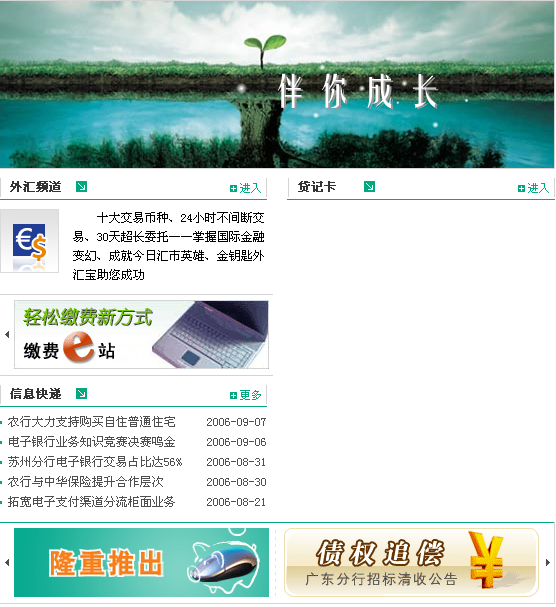 伴你成长
外汇频道
进入
贷记卡
进入
十大交易币种、24小时不间断交
易、30天超长委托——掌握国际金融
变幻、成就今日汇市英雄、金钥匙外
汇宝助您成功
轻松缴费新方式
缴费e站
信息快递
更多
农行大力支持购买自住普通住宅 2006-09-07
电子银行业务知识竞赛决赛鸣金 2006-09-06
苏州分行电子银行交易占比达56% 2006-08-31
农行与中华保险提升合作层次 2006-08-30
拓宽电子支付渠道分流柜面业务 2006-08-21
隆重推出
债权追偿
广东分行招标清收公告